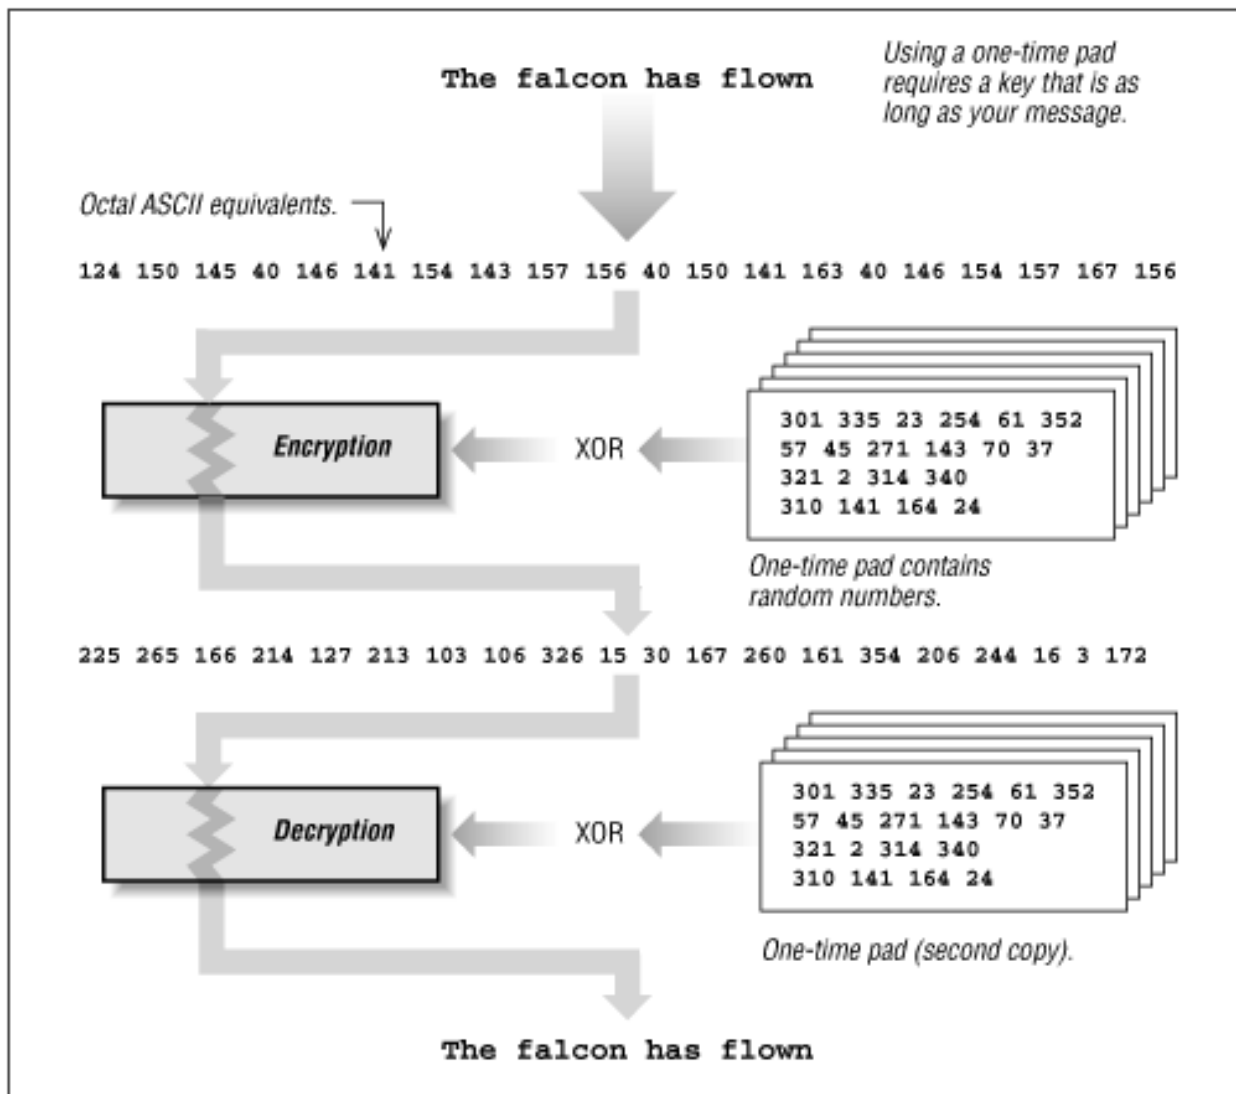 The falcon has flown
Using a one-time pad
requires a key that is as
long as your message.
Octal ASCII equivalents.
124 150 145 40 146 141 154 143 157 156 40 150 141 163 40 146 154 157 167 156
Encryption
XOR
301 335 23 254 61 352
57 45 271 143 70 37
321 2 314 340
310 141 164 24
One-time pad contains
random numbers.
225 265 166 214 127 213 103 106 326 15 30 167 260 161 354 206 244 16 3 172
Decryption
XOR
301 335 23 254 61 352
57 45 271 143 70 37
321 2 314 340
310 141 164 24
One-time pad (second copy).
The falcon has flown